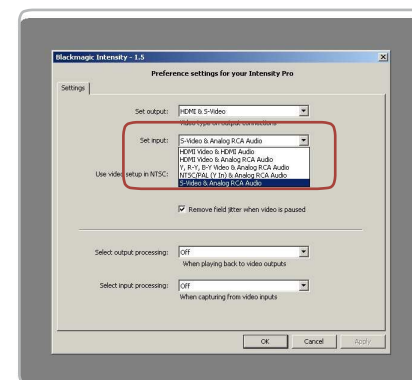 Blackmagic Intensity - 1.5
Preference settings for your Intensity Pro
Settings
Set output: HDMI & S-Video
Video type on output connections
Set input: S-Video & Analog RCA Audio
HDMI Video & HDMI Audio
HDMI Video & Analog RCA Audio
Y, R-Y, B-Y Video & Analog RCA Audio
Use video setup in NTSC: NTSC/PAL (Y In) & Analog RCA Audio
S-Video & Analog RCA Audio
Remove field jitter when video is paused
Select output processing: Off
When playing back to video outputs
Select input processing: Off
When capturing from video inputs
OK Cancel Apply